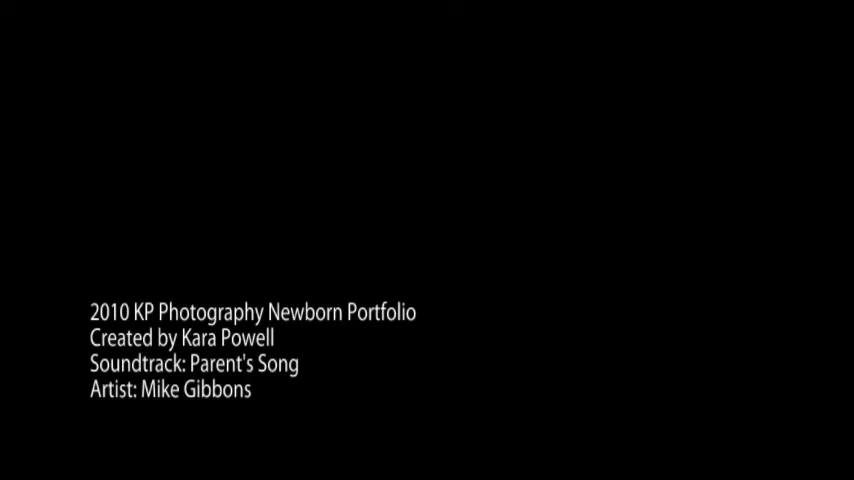 2010 KP Photography Newborn Portfolio
Created by Kara Powell
Soundtrack: Parent's Song
Artist: Mike Gibbons